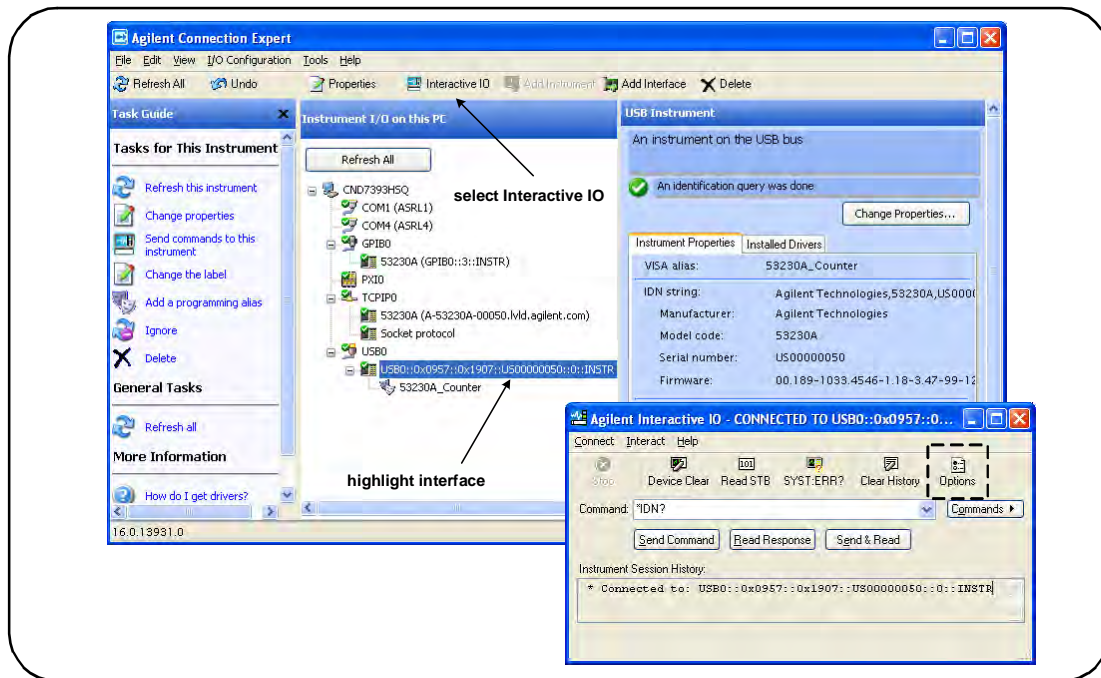 Agilent Connection Expert
File Edit View I/O Configuration Tools Help
Refresh All Undo Properties Interactive IO Add Instrument Add Interface Delete
Task Guide
Tasks for This Instrument
Refresh this instrument
Change properties
Send commands to this
instrument
Change the label
Add a programming alias
Ignore
Delete
General Tasks
Refresh all
More Information
How do I get drivers?
16.0.13931.0
Instrument I/O on this PC
Refresh All
select Interactive IO
CND7393HSQ
COM1 (ASRL1)
COM4 (ASRL4)
GPIB0
53230A (GPIB0::3::INSTR)
PXI0
TCPIP0
53230A (A-53230A-00050.lvld.agilent.com)
Socket protocol
USB0
USB0::0x0957::0x1907::US00000050::0::INSTR
53230A_Counter
highlight interface
USB Instrument
An instrument on the USB bus
An identification query was done
Change Properties...
Instrument Properties Installed Drivers
VISA alias: 53230A_Counter
IDN string: Agilent Technologies,53230A,US000
Manufacturer: Agilent Technologies
Model code: 53230A
Serial number: US00000050
Firmware: 00.189-1033.4546-1.18-3.47-99-12
Agilent Interactive IO - CONNECTED TO USB0::0x0957::0...
Connect Interact Help
Stop Device Clear Read STB SYST:ERR? Clear History Options
Command: *IDN? Commands
Send Command Read Response Send & Read
Instrument Session History:
* Connected to: USB0::0x0957::0x1907::US00000050::0::INSTR